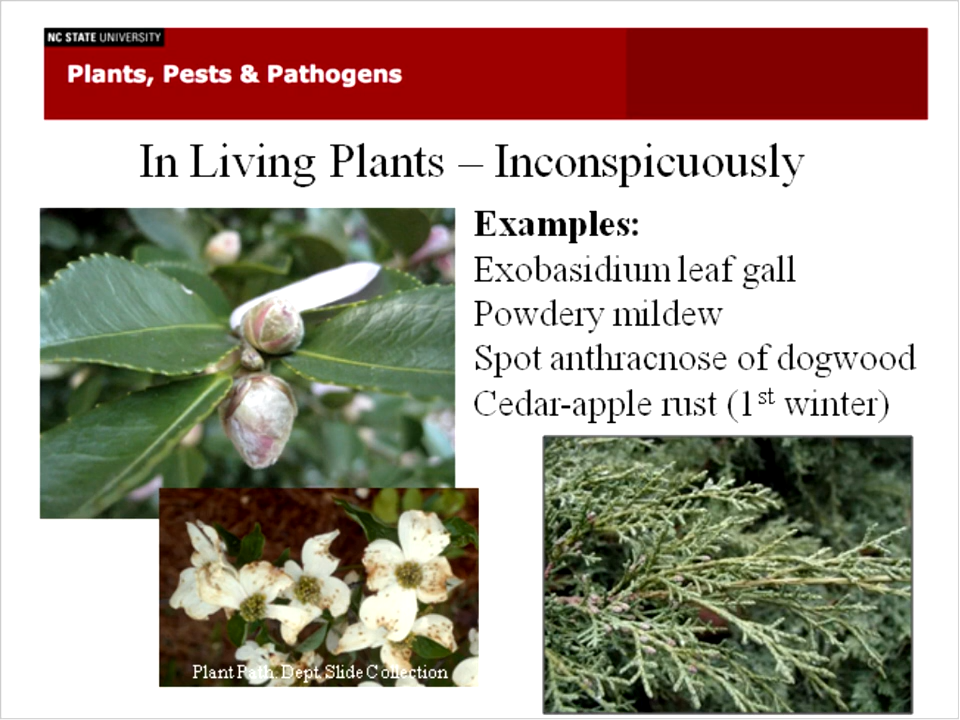 NC STATE UNIVERSITY
Plants, Pests & Pathogens
In Living Plants – Inconspicuously
Examples:
Exobasidium leaf gall
Powdery mildew
Spot anthracnose of dogwood
Cedar-apple rust (1st winter)
Plant Path. Dept. Slide Collection